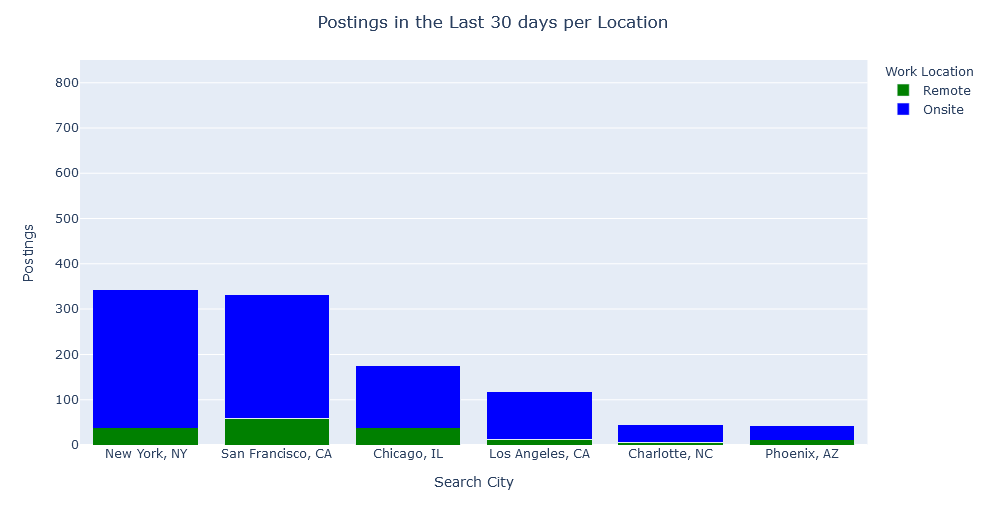 Postings in the Last 30 days per Location
Work Location
Remote
Onsite
Postings
800
700
600
500
400
300
200
100
0
New York, NY
San Francisco, CA
Chicago, IL
Los Angeles, CA
Charlotte, NC
Phoenix, AZ
Search City